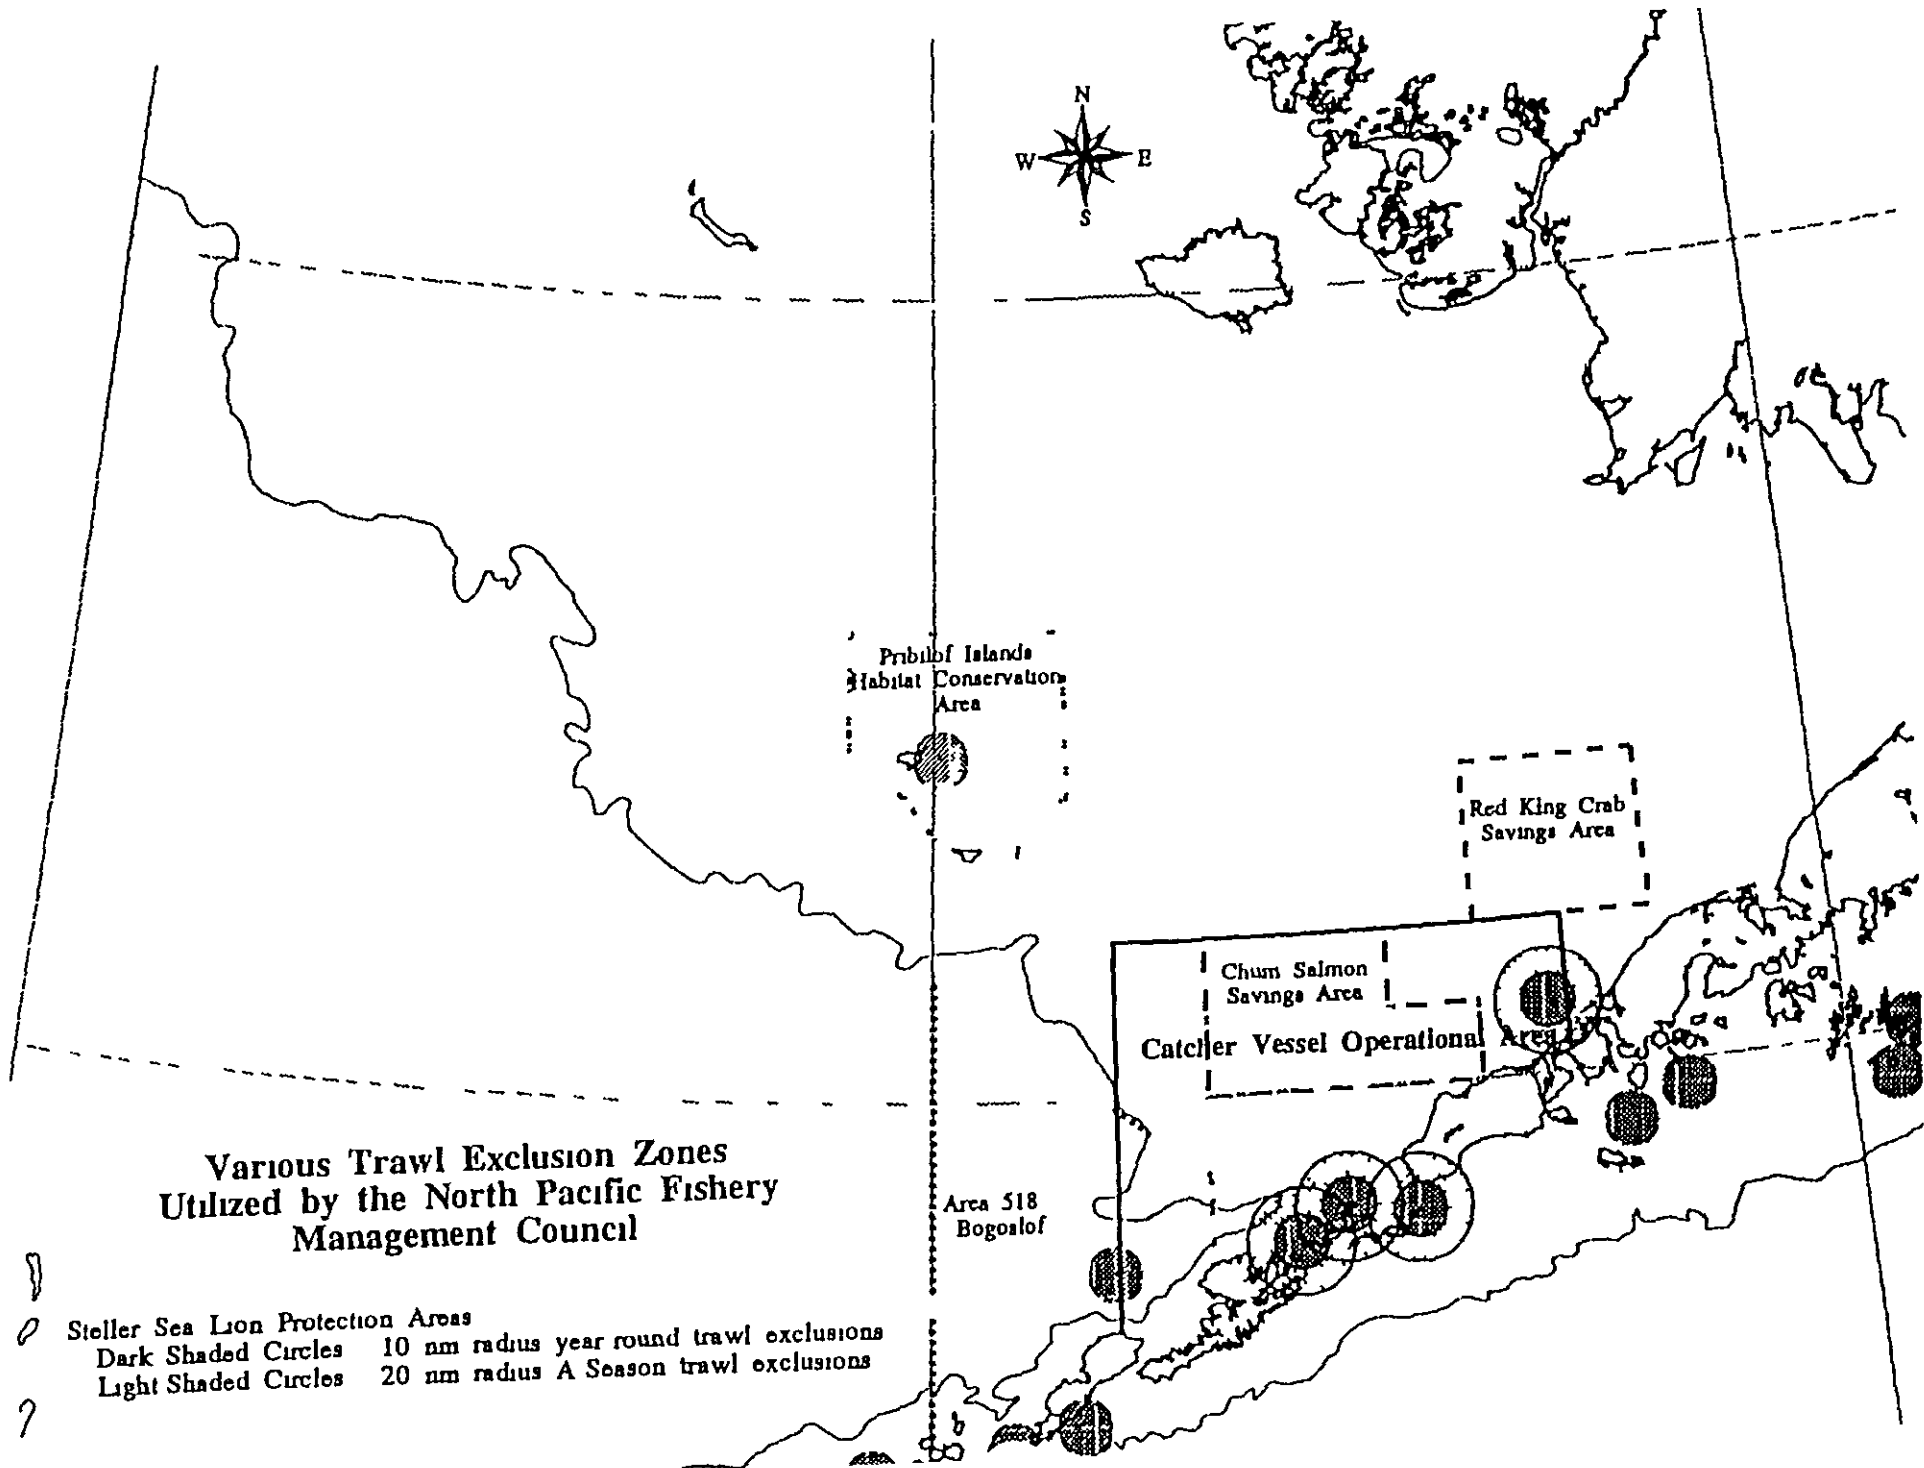 N
W E
S
Pribilof Islands
Habitat Conservation
Area
Red King Crab
Savings Area
Chum Salmon
Savings Area
Catcher Vessel Operational Area
Various Trawl Exclusion Zones
Utilized by the North Pacific Fishery
Management Council
Area 518
Bogoslof
Steller Sea Lion Protection Areas
Dark Shaded Circles 10 nm radius year round trawl exclusions
Light Shaded Circles 20 nm radius A Season trawl exclusions